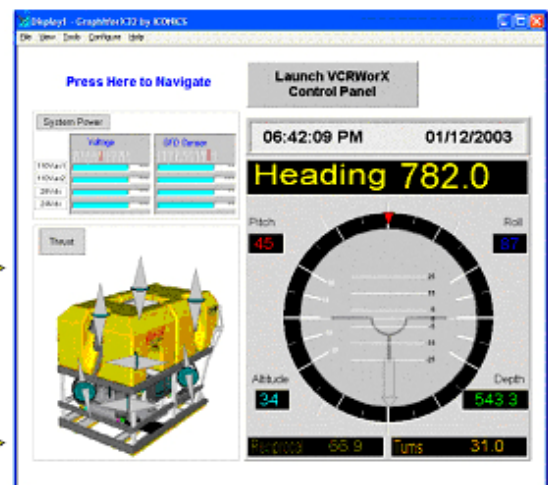 Display1 - GraphWorX32 by ICONICS
File View Tools Configure Help
Press Here to Navigate
Launch VCRWorX
Control Panel
System Power
Voltage
GFD Sensor
06:42:09 PM 01/12/2003
Heading 782.0
Pitch
45
Roll
87
Thrust
Altitude
34
Depth
543.3
Reciprocal 66.9
Turns 31.0